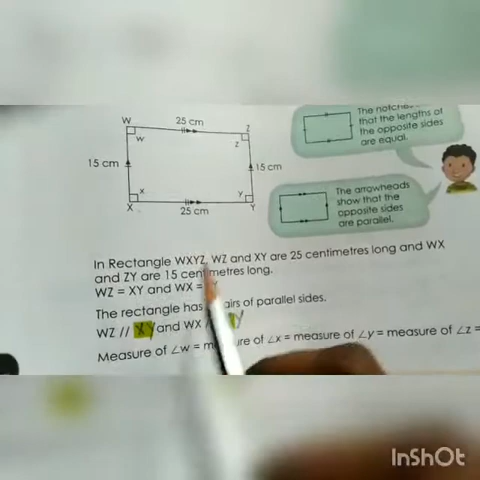 W
25 cm
Z
w
z
15 cm
15 cm
x
y
X
25 cm
Y
The notches
that the lengths of
the opposite sides
are equal.
The arrowheads
show that the
opposite sides
are parallel.
In Rectangle WXYZ, WZ and XY are 25 centimetres long and WX
and ZY are 15 centimetres long.
WZ = XY and WX =
The rectangle has pairs of parallel sides.
WZ // XY and WX //
Measure of ∠w = measure of ∠x = measure of ∠y = measure of ∠z =
InShOt